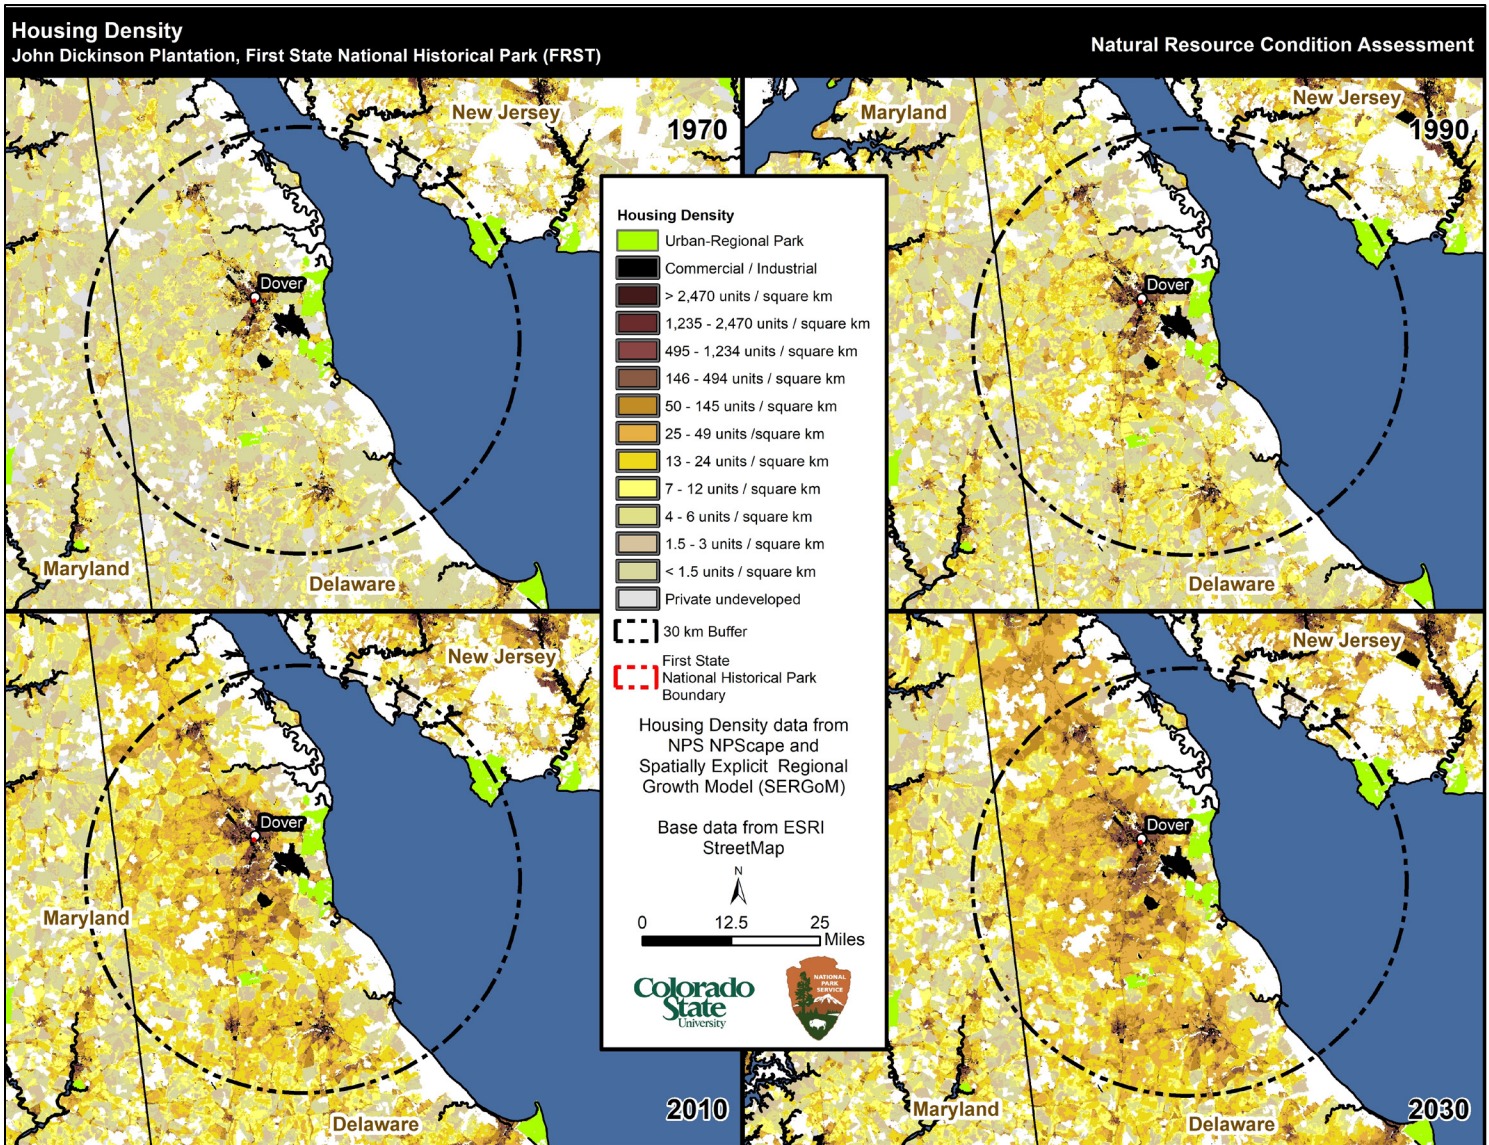 Housing Density
John Dickinson Plantation, First State National Historical Park (FRST)
Natural Resource Condition Assessment
New Jersey
1970
Dover
Maryland
Delaware
Maryland
New Jersey
1990
Dover
Delaware
Housing Density
Urban-Regional Park
Commercial / Industrial
> 2,470 units / square km
1,235 - 2,470 units / square km
495 - 1,234 units / square km
146 - 494 units / square km
50 - 145 units / square km
25 - 49 units /square km
13 - 24 units / square km
7 - 12 units / square km
4 - 6 units / square km
1.5 - 3 units / square km
< 1.5 units / square km
Private undeveloped
30 km Buffer
First State
National Historical Park
Boundary
Housing Density data from
NPS NPScape and
Spatially Explicit Regional
Growth Model (SERGoM)
Base data from ESRI
StreetMap
N
0 12.5 25
Miles
Colorado
State
University
NATIONAL
PARK
SERVICE
New Jersey
Dover
Maryland
2010
Delaware
New Jersey
Dover
Maryland
2030